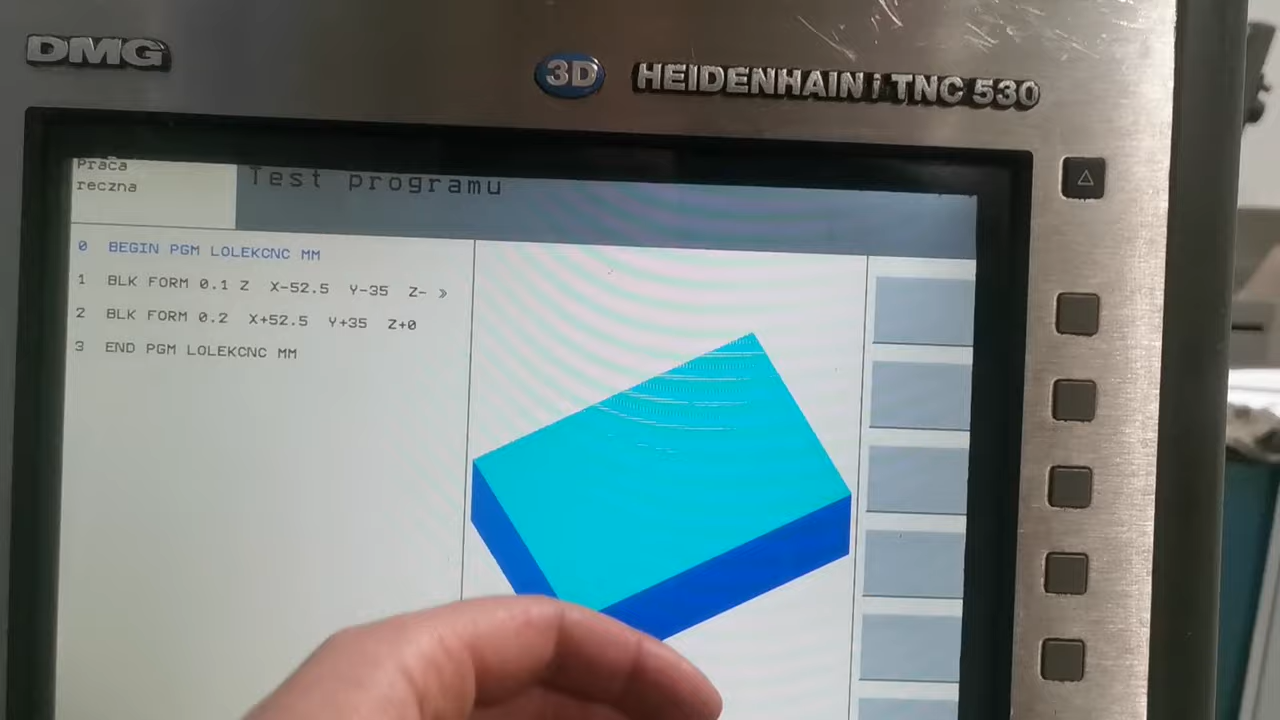 DMG
3D HEIDENHAIN iTNC 530
Praca
reczna
Test programu
0 BEGIN PGM LOLEKCNC MM
1 BLK FORM 0.1 Z X-52.5 Y-35 Z- »
2 BLK FORM 0.2 X+52.5 Y+35 Z+0
3 END PGM LOLEKCNC MM